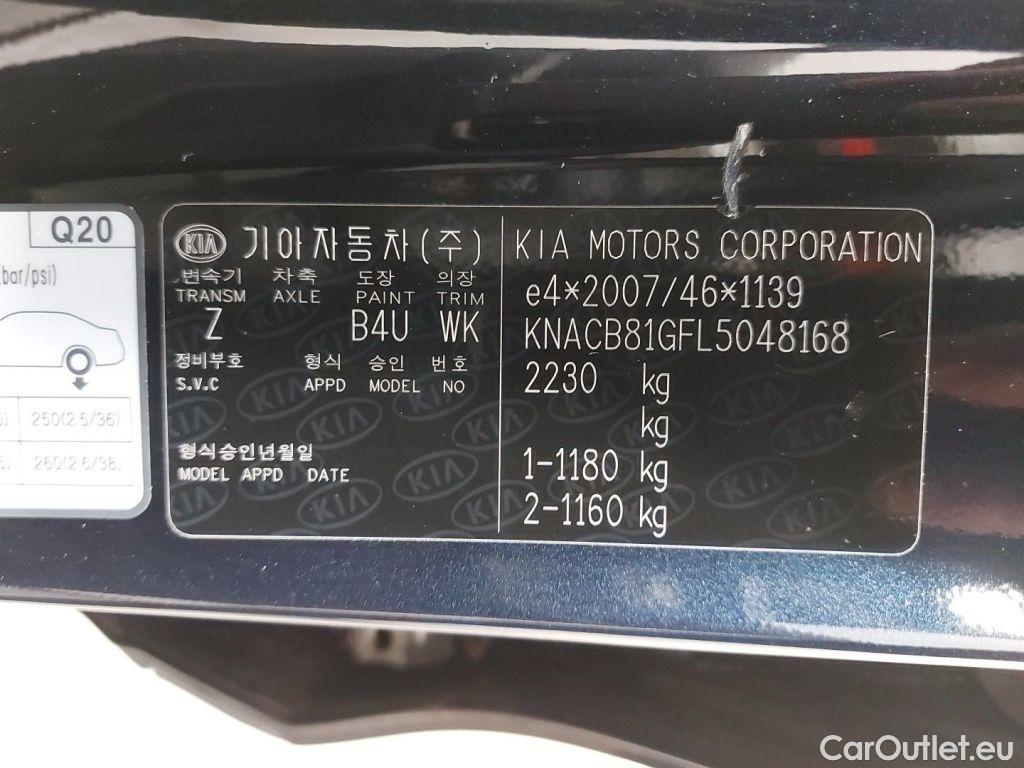 Q20
(bar/psi)
250(2.5/36)
260(2.6/38)
KIA 기아자동차(주)
변속기 차축 도장 의장
TRANSM AXLE PAINT TRIM
Z B4U WK
정비부호 형식 승인 번호
S.V.C APPD MODEL NO
형식승인년월일
MODEL APPD DATE
KIA MOTORS CORPORATION
e4*2007/46*1139
KNACB81GFL5048168
2230 kg
kg
1-1180 kg
2-1160 kg
CarOutlet.eu